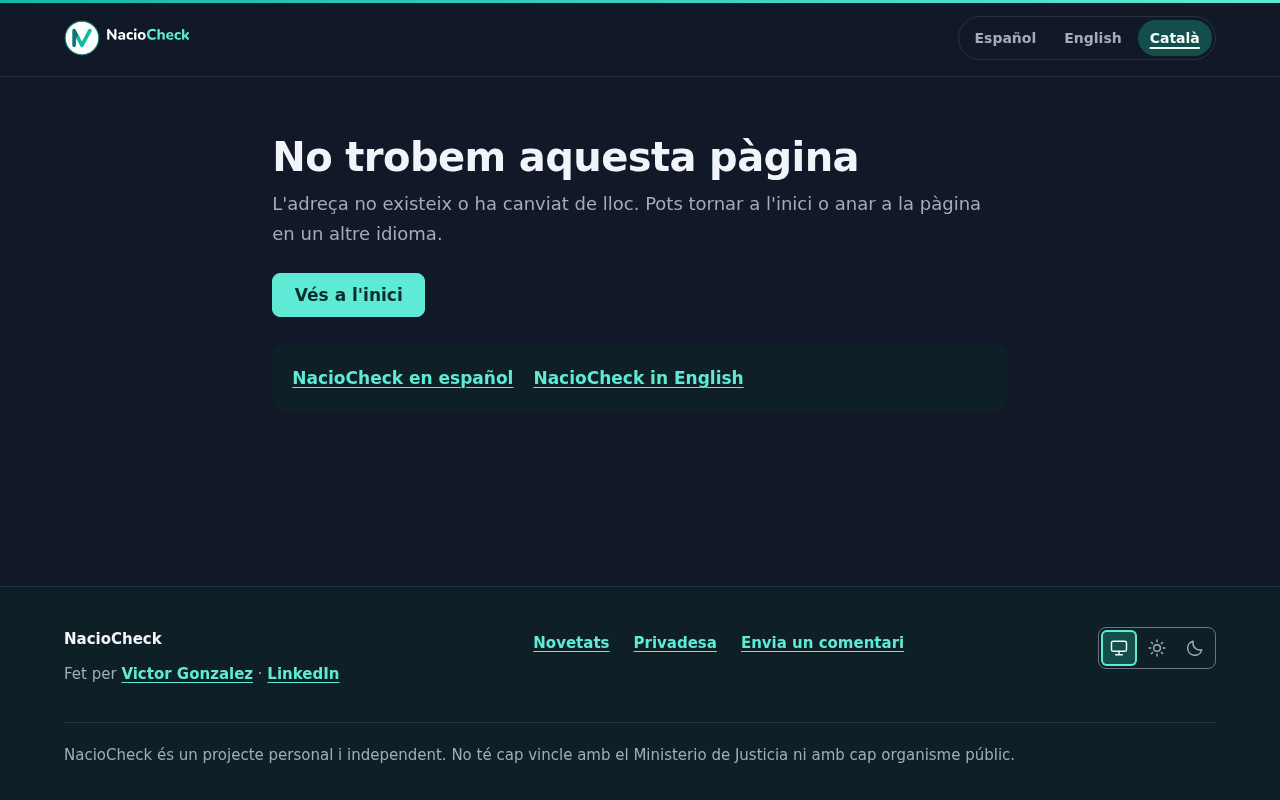 NacioCheck
Español English Català
No trobem aquesta pàgina
L'adreça no existeix o ha canviat de lloc. Pots tornar a l'inici o anar a la pàgina
en un altre idioma.
Vés a l'inici
NacioCheck en español NacioCheck in English
NacioCheck
Fet per Victor Gonzalez · LinkedIn
Novetats Privadesa Envia un comentari
NacioCheck és un projecte personal i independent. No té cap vincle amb el Ministerio de Justicia ni amb cap organisme públic.